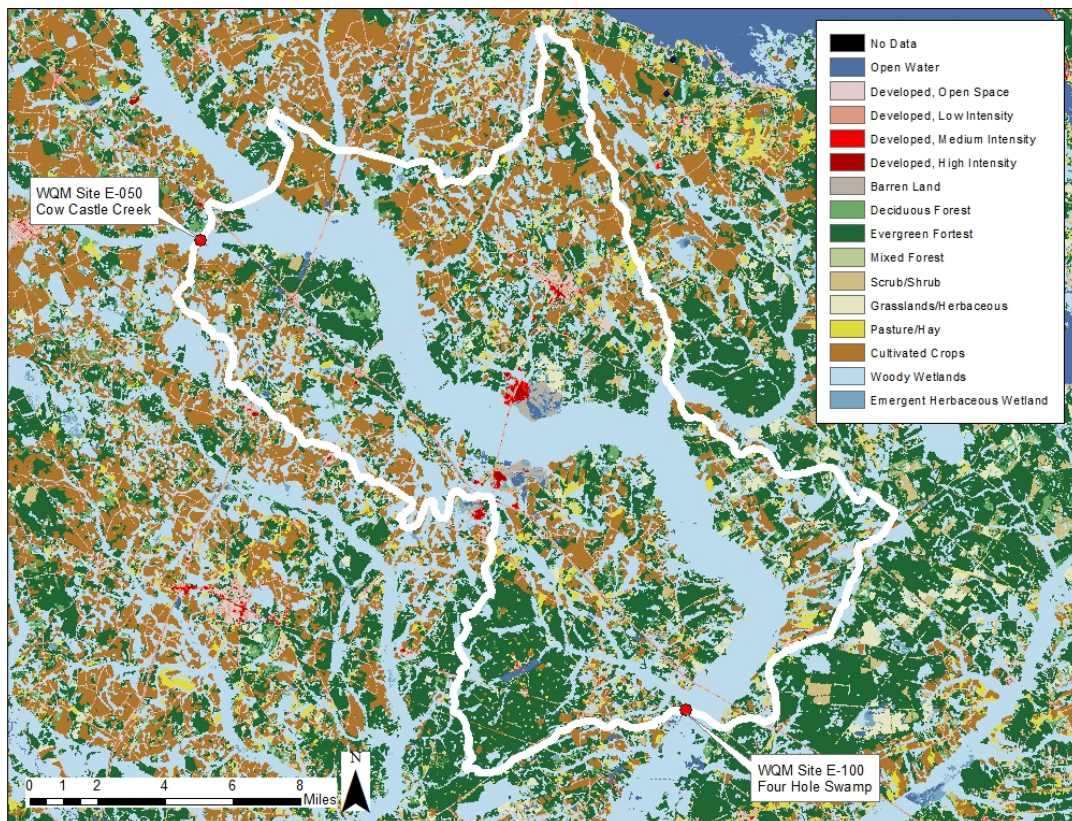 No Data
Open Water
Developed, Open Space
Developed, Low Intensity
Developed, Medium Intensity
Developed, High Intensity
Barren Land
Deciduous Forest
Evergreen Fortest
Mixed Forest
Scrub/Shrub
Grasslands/Herbaceous
Pasture/Hay
Cultivated Crops
Woody Wetlands
Emergent Herbaceous Wetland
WQM Site E-050
Cow Castle Creek
WQM Site E-100
Four Hole Swamp
N
0 1 2 4 6 8
Miles